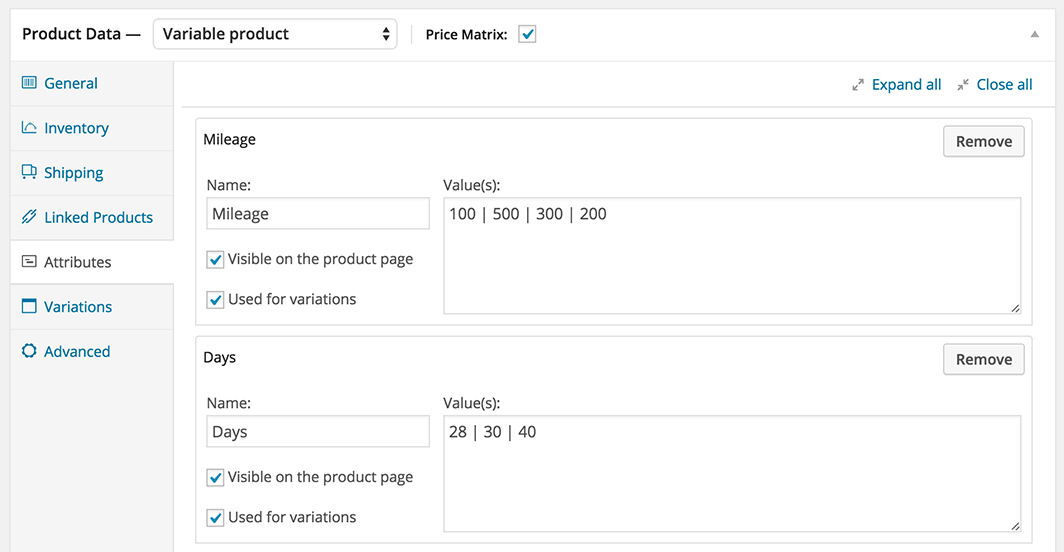 Product Data — Variable product Price Matrix:
General
Inventory
Shipping
Linked Products
Attributes
Variations
Advanced
Expand all Close all
Mileage Remove
Name: Value(s):
Mileage 100 | 500 | 300 | 200
Visible on the product page
Used for variations
Days Remove
Name: Value(s):
Days 28 | 30 | 40
Visible on the product page
Used for variations